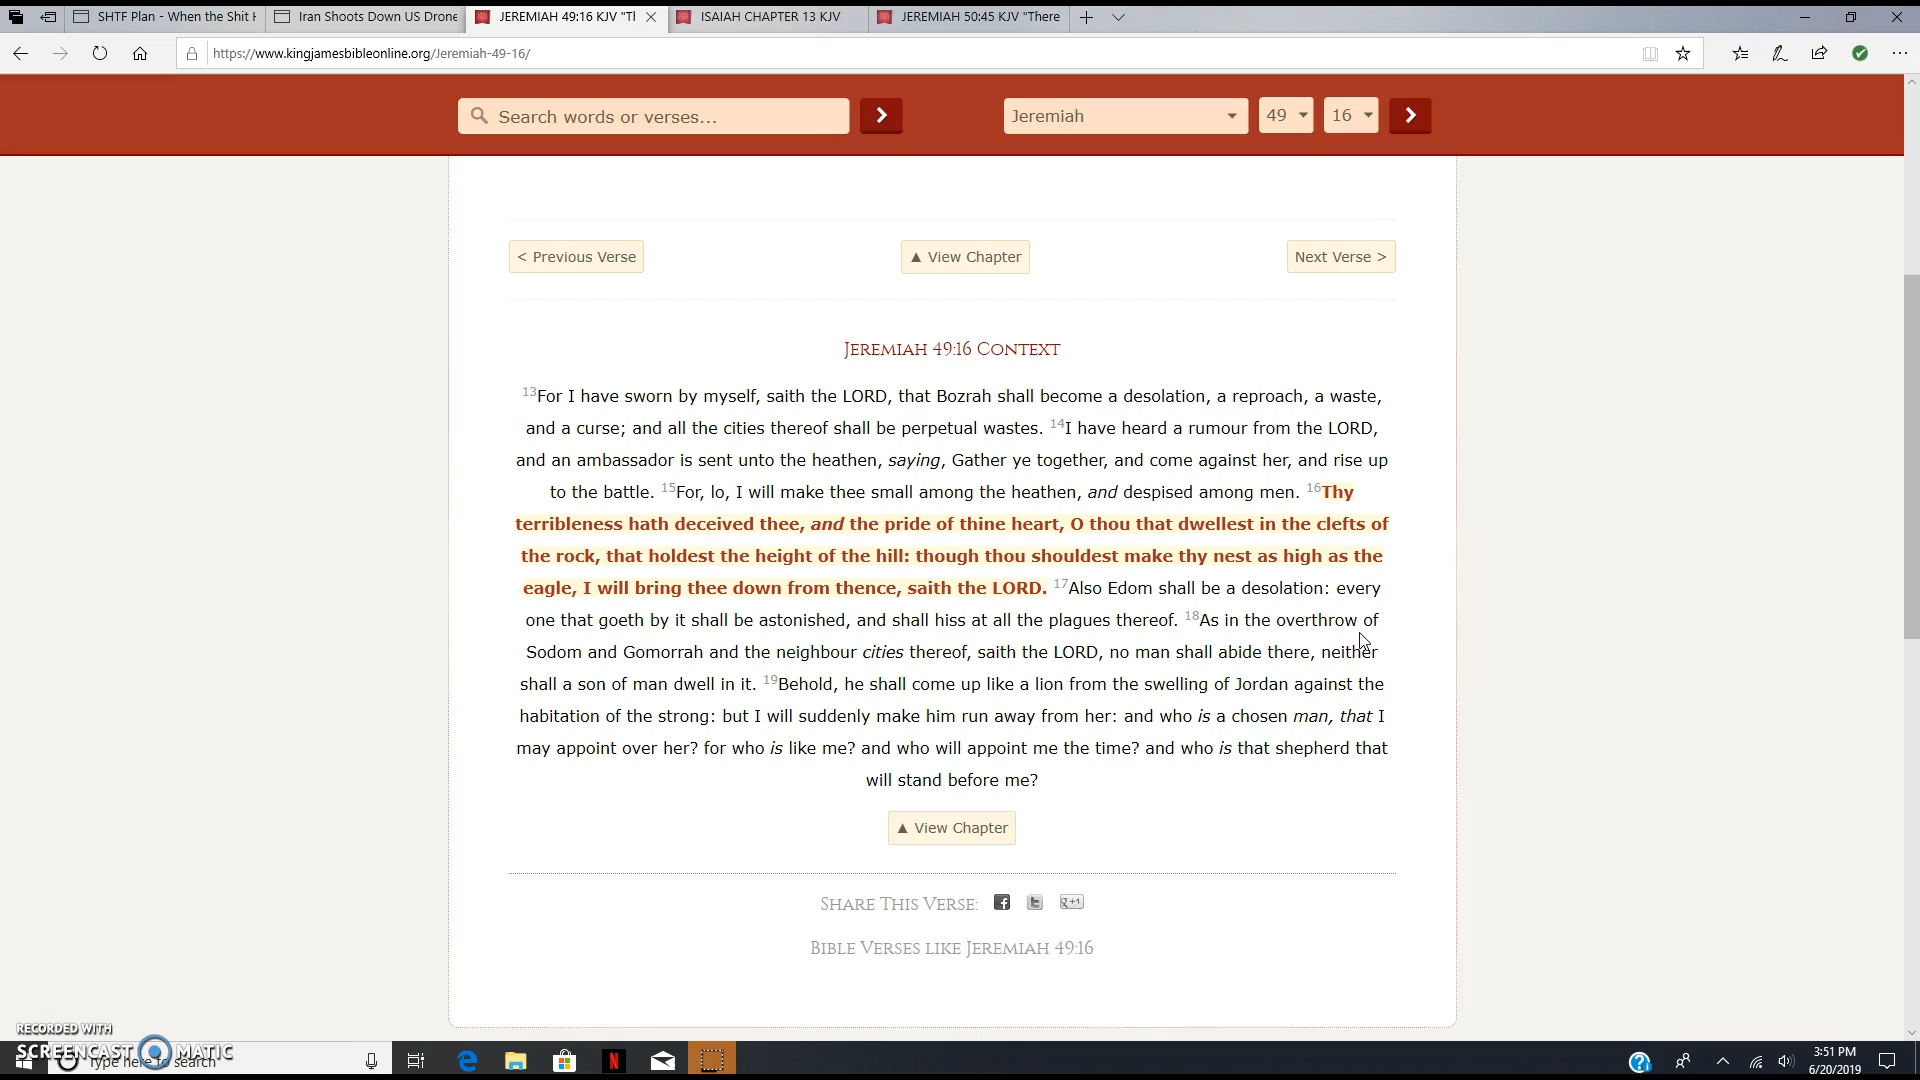 SHTF Plan - When the Shit H
Iran Shoots Down US Drone
JEREMIAH 49:16 KJV "Tl
ISAIAH CHAPTER 13 KJV
JEREMIAH 50:45 KJV "There
https://www.kingjamesbibleonline.org/Jeremiah-49-16/
Search words or verses...
Jeremiah
49
16
< Previous Verse
▲ View Chapter
Next Verse >
Jeremiah 49:16 Context
13For I have sworn by myself, saith the LORD, that Bozrah shall become a desolation, a reproach, a waste,
and a curse; and all the cities thereof shall be perpetual wastes. 14I have heard a rumour from the LORD,
and an ambassador is sent unto the heathen, saying, Gather ye together, and come against her, and rise up
to the battle. 15For, lo, I will make thee small among the heathen, and despised among men. 16Thy
terribleness hath deceived thee, and the pride of thine heart, O thou that dwellest in the clefts of
the rock, that holdest the height of the hill: though thou shouldest make thy nest as high as the
eagle, I will bring thee down from thence, saith the LORD. 17Also Edom shall be a desolation: every
one that goeth by it shall be astonished, and shall hiss at all the plagues thereof. 18As in the overthrow of
Sodom and Gomorrah and the neighbour cities thereof, saith the LORD, no man shall abide there, neither
shall a son of man dwell in it. 19Behold, he shall come up like a lion from the swelling of Jordan against the
habitation of the strong: but I will suddenly make him run away from her: and who is a chosen man, that I
may appoint over her? for who is like me? and who will appoint me the time? and who is that shepherd that
will stand before me?
▲ View Chapter
Share This Verse:
g+1
Bible Verses like Jeremiah 49:16
RECORDED WITH
SCREENCAST MATIC
Type here to search
3:51 PM
6/20/2019